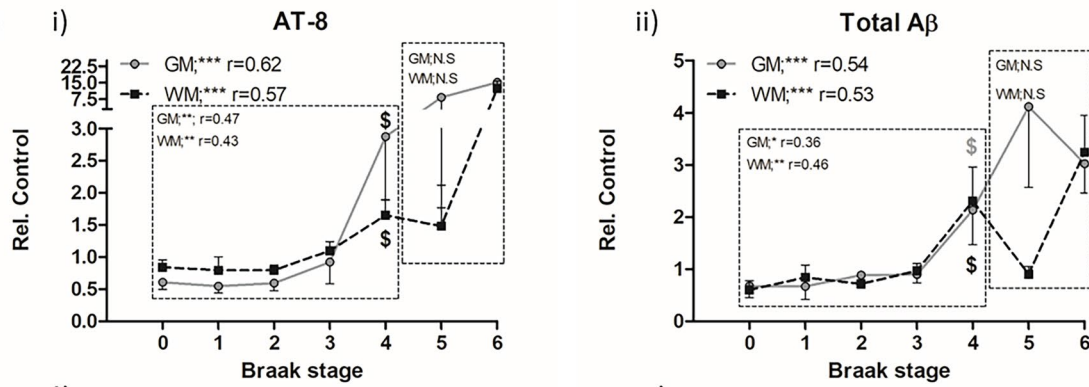 i)
AT-8
22.5
15.0
7.5
3.0
2.5
2.0
1.5
1.0
0.5
0.0
Rel. Control
GM;*** r=0.62
WM;*** r=0.57
GM;**; r=0.47
WM;** r=0.43
GM;N.S
WM;N.S
$
$
0 1 2 3 4 5 6
Braak stage
ii)
Total Aβ
5
4
3
2
1
0
Rel. Control
GM;*** r=0.54
WM;*** r=0.53
GM;* r=0.36
WM;** r=0.46
GM;N.S
WM;N.S
$
$
0 1 2 3 4 5 6
Braak stage